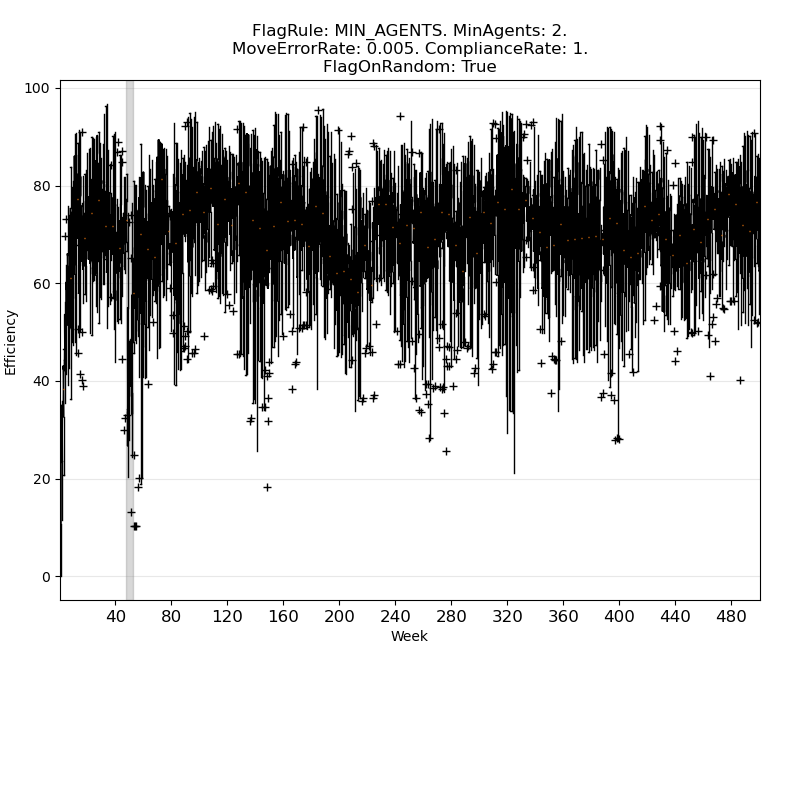 FlagRule: MIN_AGENTS. MinAgents: 2.
MoveErrorRate: 0.005. ComplianceRate: 1.
FlagOnRandom: True
100
80
60
40
20
0
Efficiency
40 80 120 160 200 240 280 320 360 400 440 480
Week